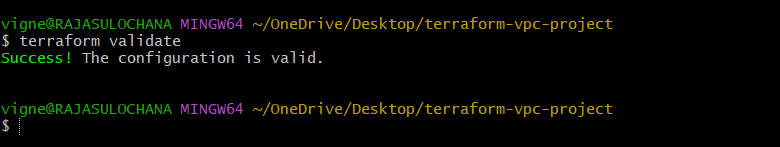 vigne@RAJASULOCHANA MINGW64 ~/OneDrive/Desktop/terraform-vpc-project
$ terraform validate
Success! The configuration is valid.
vigne@RAJASULOCHANA MINGW64 ~/OneDrive/Desktop/terraform-vpc-project
$